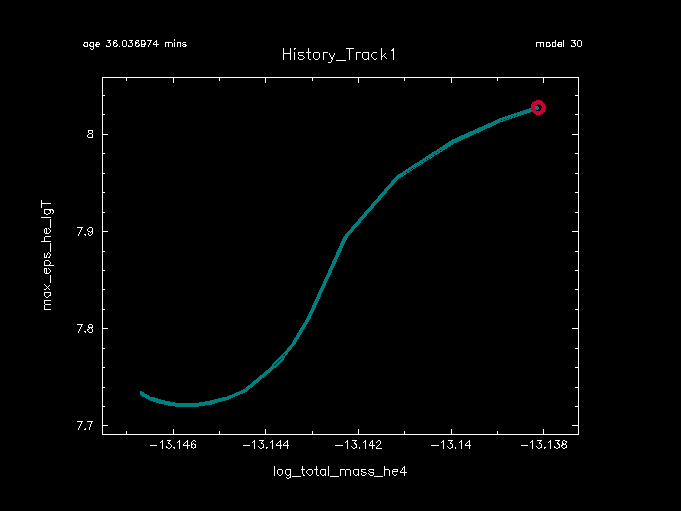 age 36.036974 mins
model 30
History_Track1
8
7.9
7.8
7.7
max_eps_he_lgT
−13.146
−13.144
−13.142
−13.14
−13.138
log_total_mass_he4